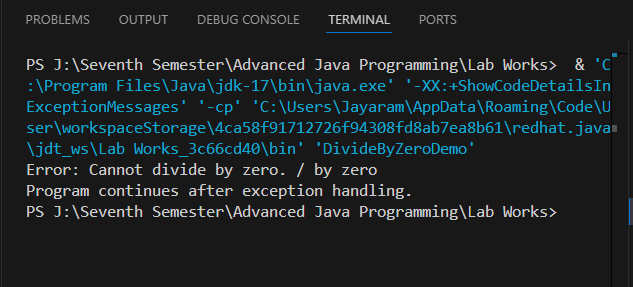 PROBLEMS OUTPUT DEBUG CONSOLE TERMINAL PORTS
PS J:\Seventh Semester\Advanced Java Programming\Lab Works>  & 'C
:\Program Files\Java\jdk-17\bin\java.exe' '-XX:+ShowCodeDetailsIn
ExceptionMessages' '-cp' 'C:\Users\Jayaram\AppData\Roaming\Code\U
ser\workspaceStorage\4ca58f91712726f94308fd8ab7ea8b61\redhat.java
\jdt_ws\Lab Works_3c66cd40\bin' 'DivideByZeroDemo'
Error: Cannot divide by zero. / by zero
Program continues after exception handling.
PS J:\Seventh Semester\Advanced Java Programming\Lab Works>